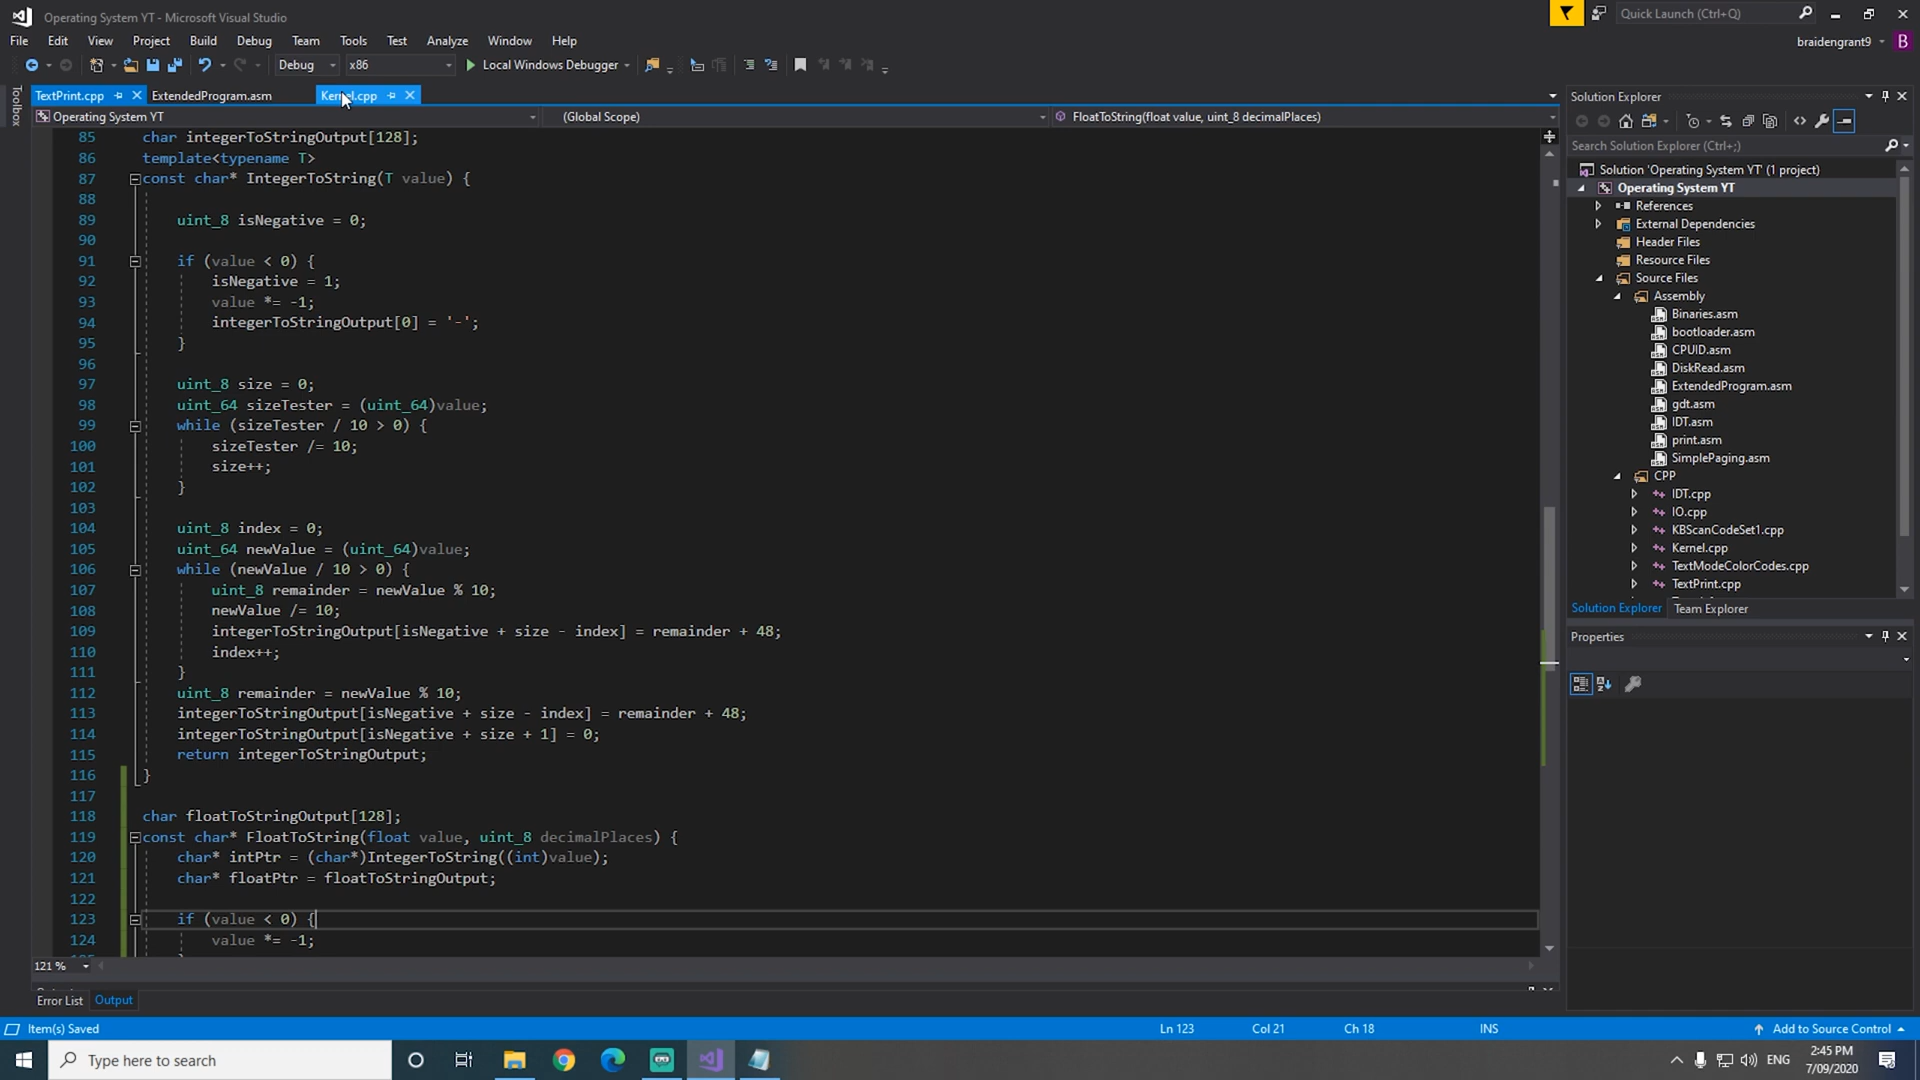 Operating System YT - Microsoft Visual Studio
Quick Launch (Ctrl+Q)
File Edit View Project Build Debug Team Tools Test Analyze Window Help
braidengrant9 B
Debug x86 Local Windows Debugger
Toolbox
TextPrint.cpp ExtendedProgram.asm Kernel.cpp
Operating System YT (Global Scope) FloatToString(float value, uint_8 decimalPlaces)
85 char integerToStringOutput[128];
86 template<typename T>
87 const char* IntegerToString(T value) {
88
89 uint_8 isNegative = 0;
90
91 if (value < 0) {
92 isNegative = 1;
93 value *= -1;
94 integerToStringOutput[0] = '-';
95 }
96
97 uint_8 size = 0;
98 uint_64 sizeTester = (uint_64)value;
99 while (sizeTester / 10 > 0) {
100 sizeTester /= 10;
101 size++;
102 }
103
104 uint_8 index = 0;
105 uint_64 newValue = (uint_64)value;
106 while (newValue / 10 > 0) {
107 uint_8 remainder = newValue % 10;
108 newValue /= 10;
109 integerToStringOutput[isNegative + size - index] = remainder + 48;
110 index++;
111 }
112 uint_8 remainder = newValue % 10;
113 integerToStringOutput[isNegative + size - index] = remainder + 48;
114 integerToStringOutput[isNegative + size + 1] = 0;
115 return integerToStringOutput;
116 }
117
118 char floatToStringOutput[128];
119 const char* FloatToString(float value, uint_8 decimalPlaces) {
120 char* intPtr = (char*)IntegerToString((int)value);
121 char* floatPtr = floatToStringOutput;
122
123 if (value < 0) {
124 value *= -1;
121 %
Error List Output
Item(s) Saved Ln 123 Col 21 Ch 18 INS Add to Source Control
Solution Explorer
Search Solution Explorer (Ctrl+;)
Solution 'Operating System YT' (1 project)
Operating System YT
References
External Dependencies
Header Files
Resource Files
Source Files
Assembly
Binaries.asm
bootloader.asm
CPUID.asm
DiskRead.asm
ExtendedProgram.asm
gdt.asm
IDT.asm
print.asm
SimplePaging.asm
CPP
IDT.cpp
IO.cpp
KBScanCodeSet1.cpp
Kernel.cpp
TextModeColorCodes.cpp
TextPrint.cpp
Solution Explorer Team Explorer
Properties
Type here to search
ENG
2:45 PM
7/09/2020